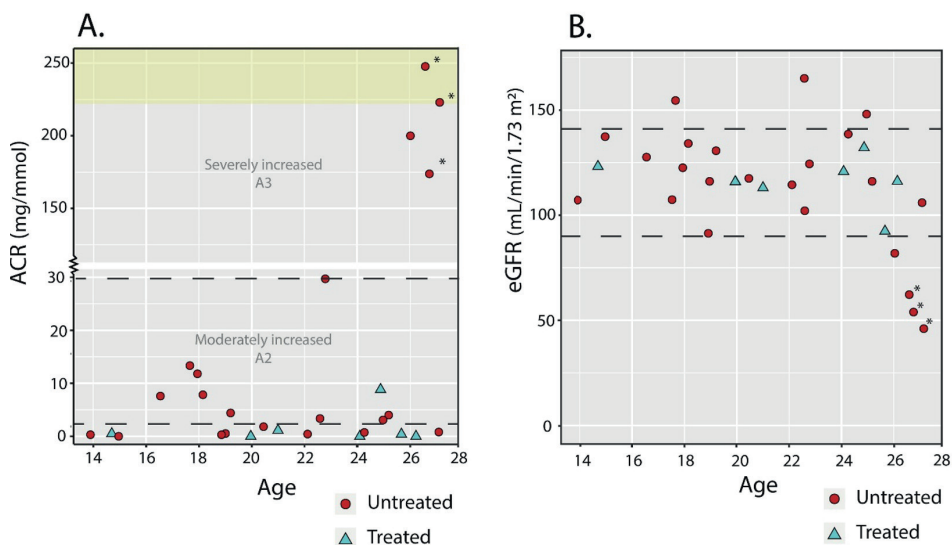 A.
ACR (mg/mmol)
250
200
150
30
20
10
0
Severely increased
A3
Moderately increased
A2
*
*
*
14 16 18 20 22 24 26 28
Age
Untreated
Treated
B.
eGFR (mL/min/1.73 m²)
150
100
50
0
*
*
*
14 16 18 20 22 24 26 28
Age
Untreated
Treated